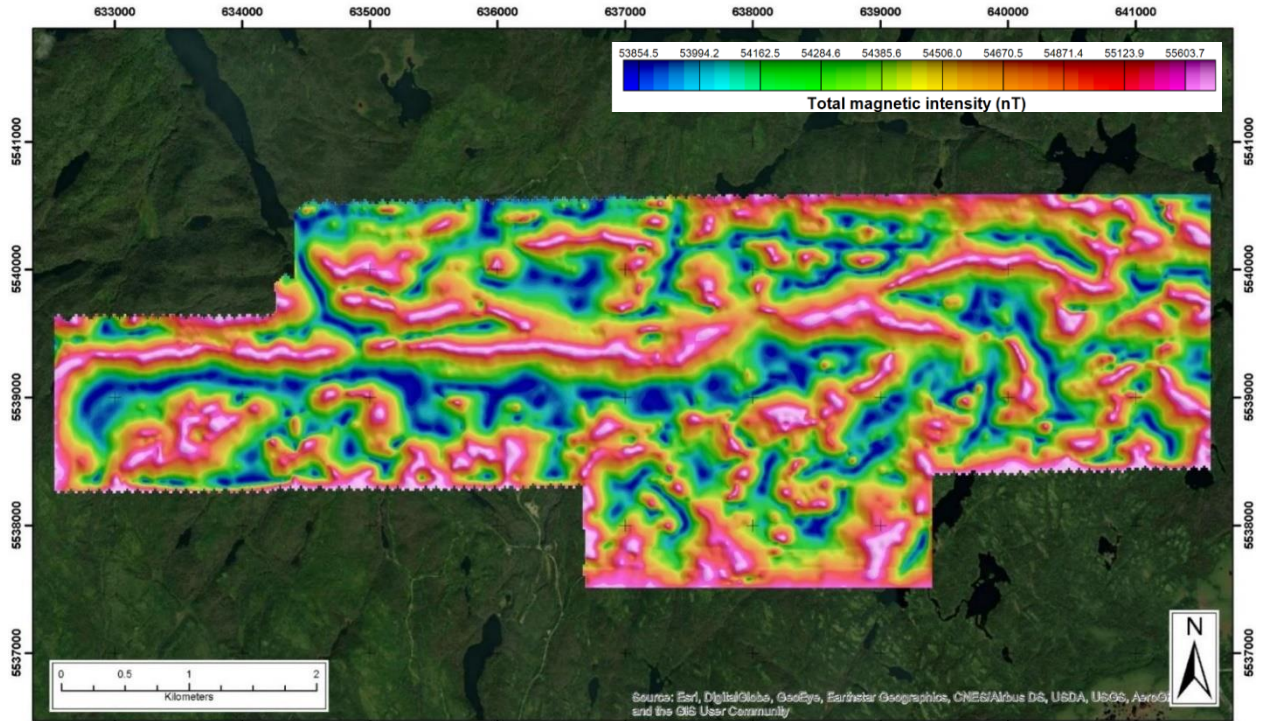 633000 634000 635000 636000 637000 638000 639000 640000 641000
53854.5 53994.2 54162.5 54284.6 54385.6 54506.0 54670.5 54871.4 55123.9 55603.7
Total magnetic intensity (nT)
5541000 5541000
5540000 5540000
5539000 5539000
5538000 5538000
5537000 5537000
N
0 0.5 1 2
Kilometers
Source: Esri, DigitalGlobe, GeoEye, Earthstar Geographics, CNES/Airbus DS, USDA, USGS,
and the GIS User Community